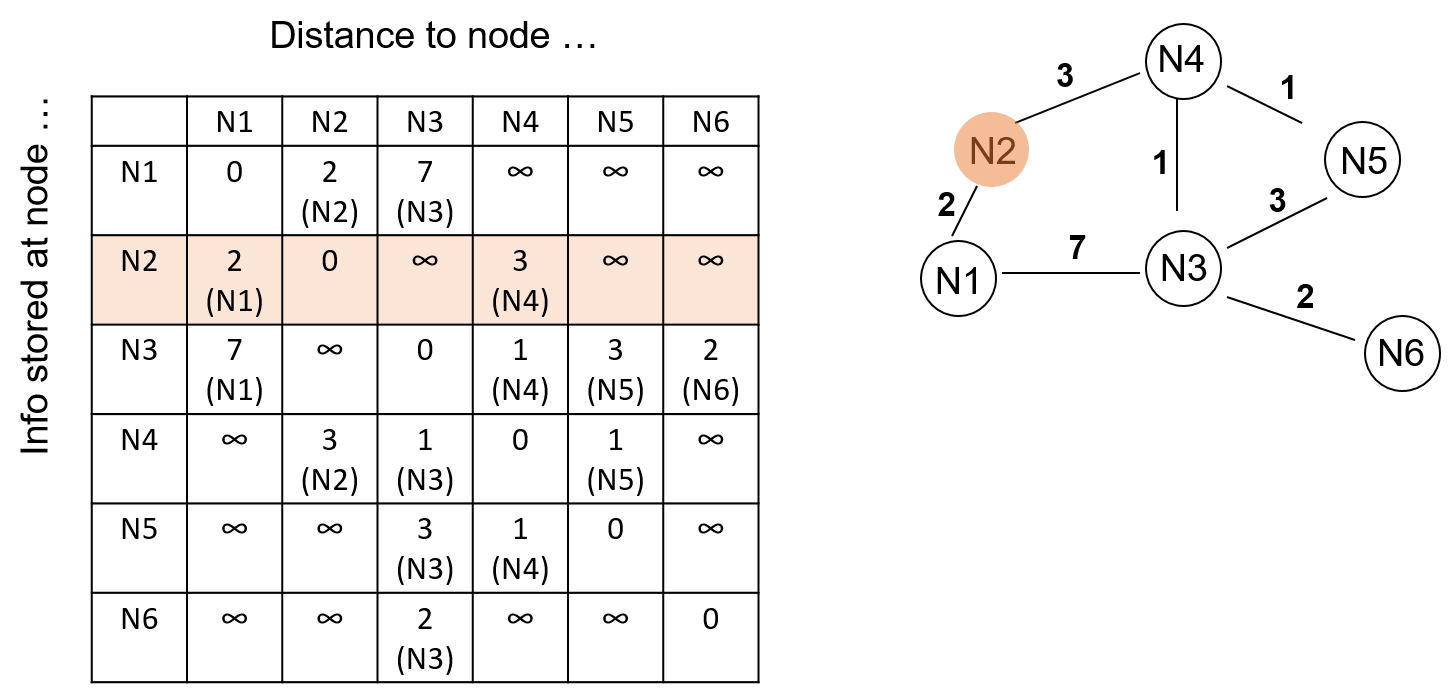 Distance to node …
Info stored at node …
N1 N2 N3 N4 N5 N6
N1 0 2 7 ∞ ∞ ∞
(N2) (N3)
N2 2 0 ∞ 3 ∞ ∞
(N1) (N4)
N3 7 ∞ 0 1 3 2
(N1) (N4) (N5) (N6)
N4 ∞ 3 1 0 1 ∞
(N2) (N3) (N5)
N5 ∞ ∞ 3 1 0 ∞
(N3) (N4)
N6 ∞ ∞ 2 ∞ ∞ 0
(N3)
N4
3
1
N2
1
N5
2
3
7
N1
N3
2
N6